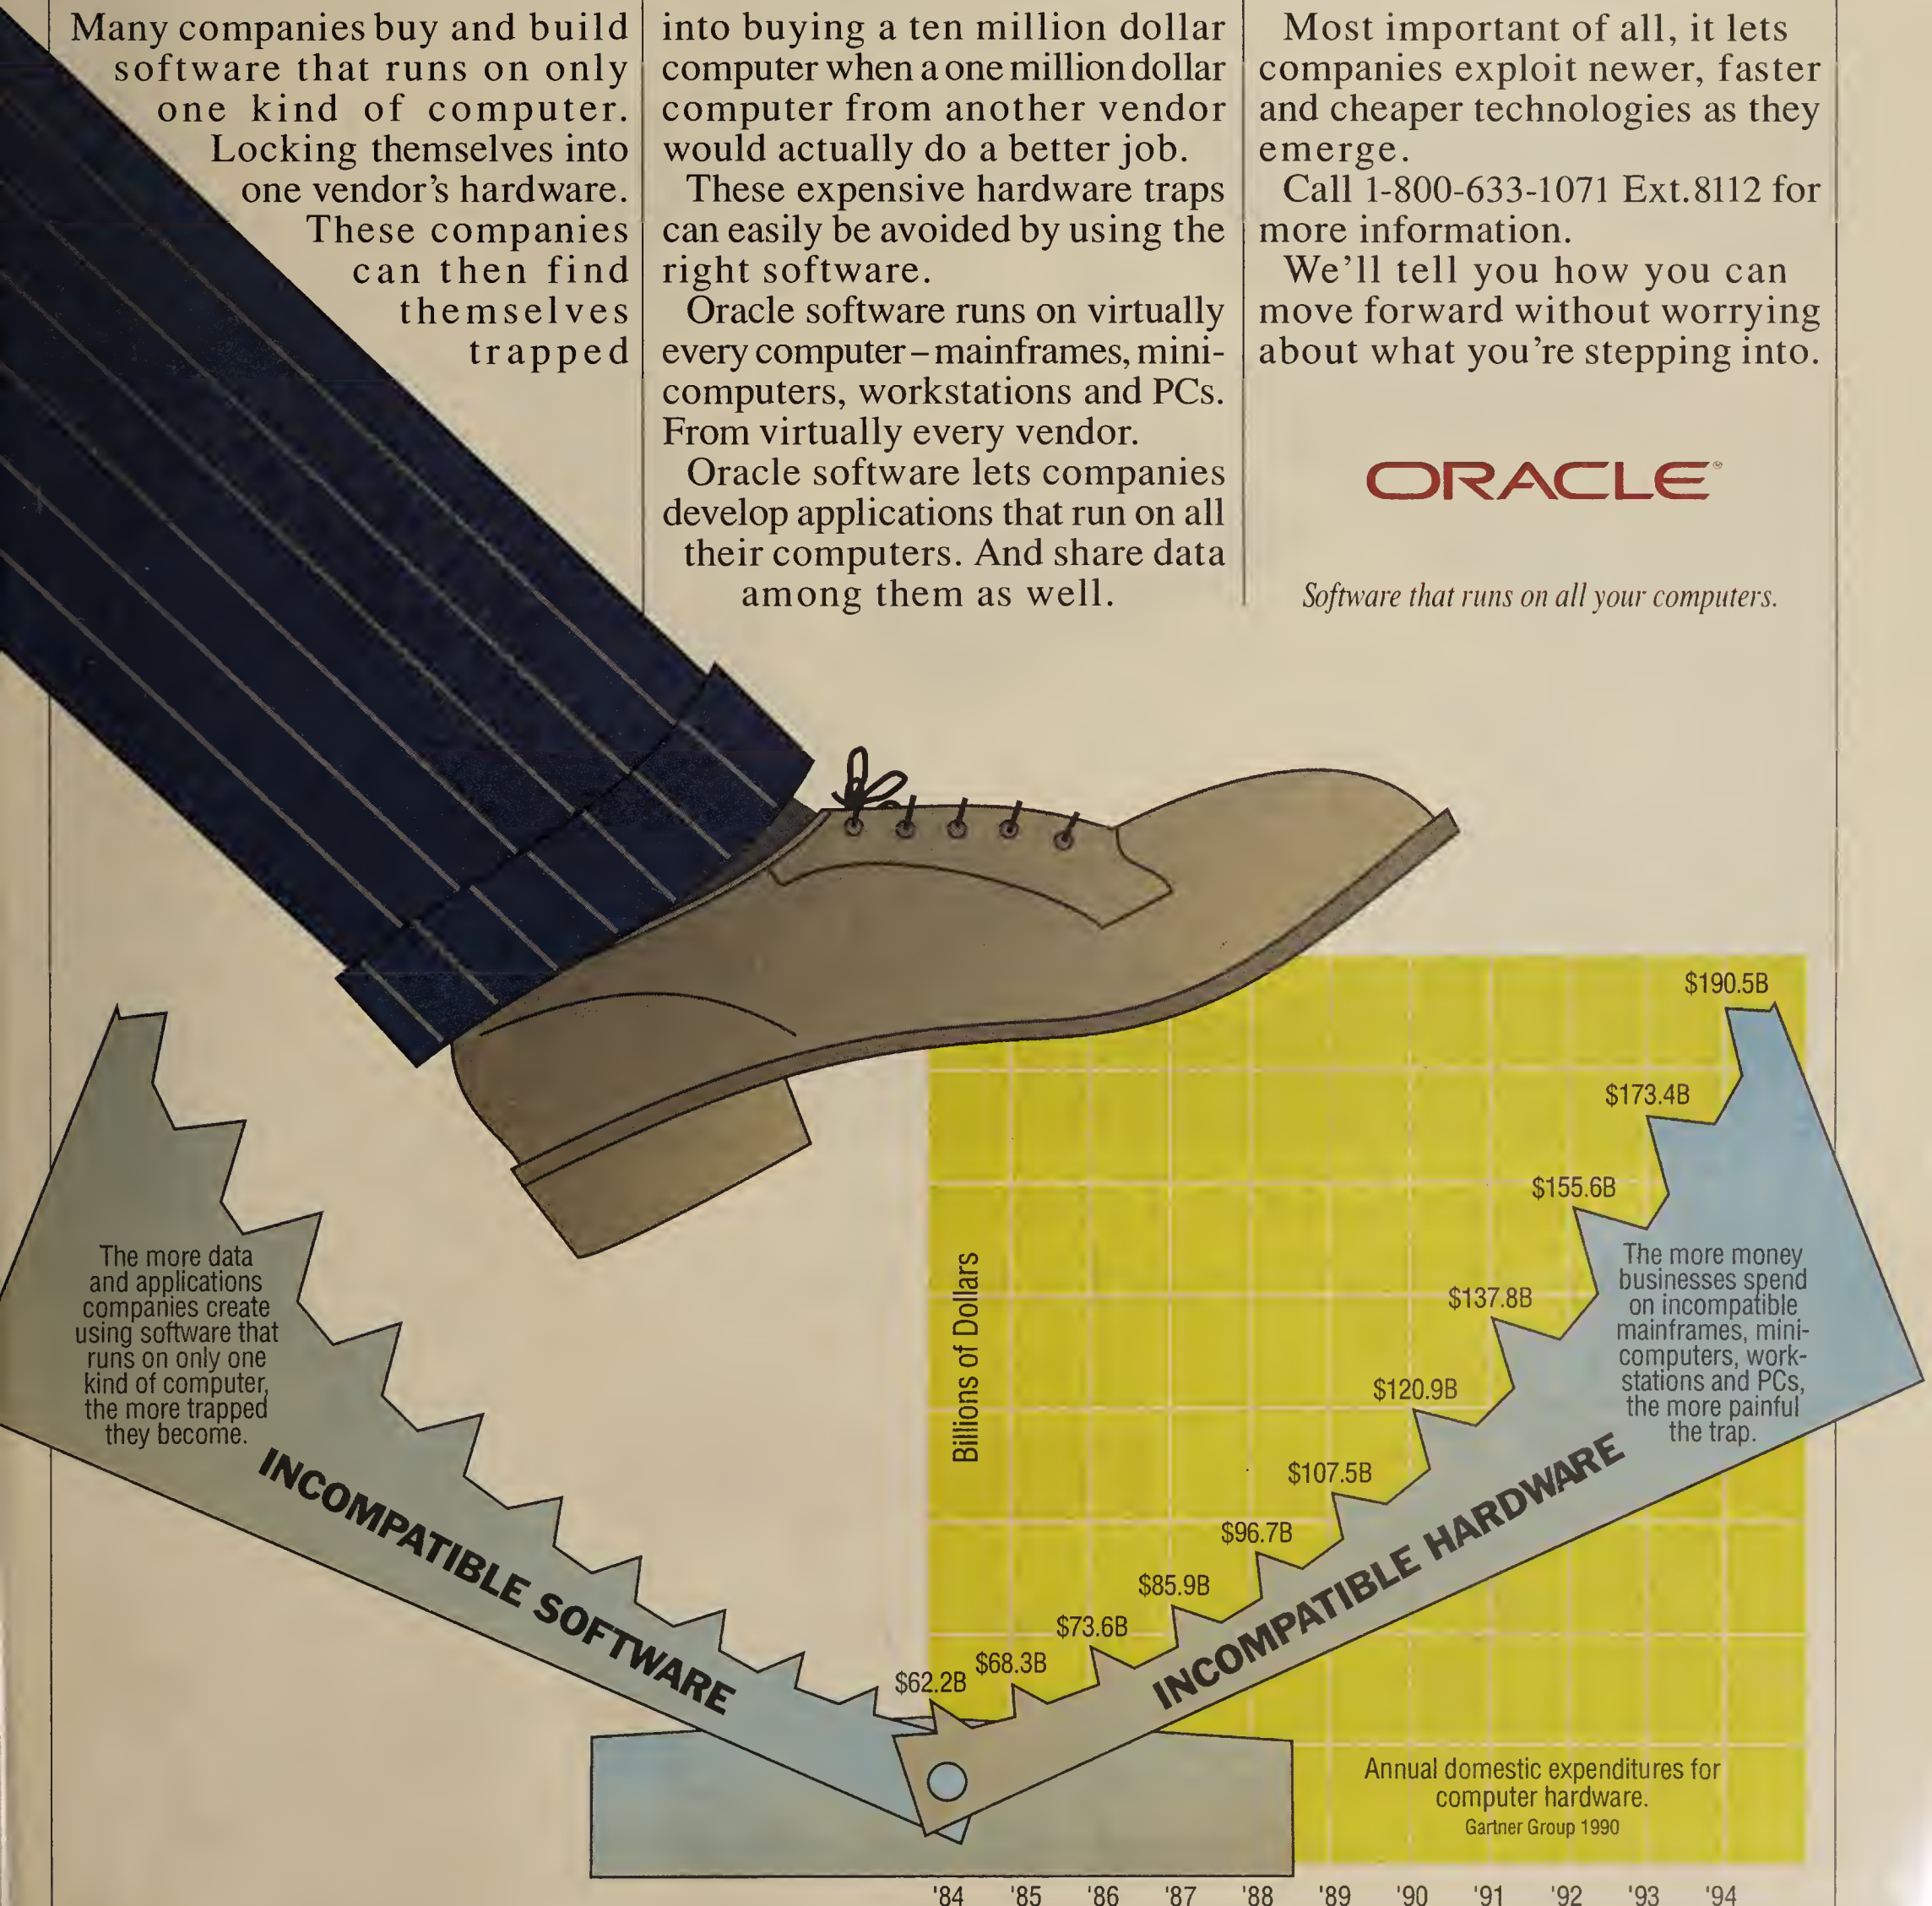 Many companies buy and build
software that runs on only
one kind of computer.
Locking themselves into
one vendor's hardware.
These companies
can then find
themselves
trapped
into buying a ten million dollar
computer when a one million dollar
computer from another vendor
would actually do a better job.
These expensive hardware traps
can easily be avoided by using the
right software.
Oracle software runs on virtually
every computer – mainframes, mini-
computers, workstations and PCs.
From virtually every vendor.
Oracle software lets companies
develop applications that run on all
their computers. And share data
among them as well.
Most important of all, it lets
companies exploit newer, faster
and cheaper technologies as they
emerge.
Call 1-800-633-1071 Ext.8112 for
more information.
We'll tell you how you can
move forward without worrying
about what you're stepping into.
ORACLE®
Software that runs on all your computers.
The more data
and applications
companies create
using software that
runs on only one
kind of computer,
the more trapped
they become.
INCOMPATIBLE SOFTWARE
Billions of Dollars
$62.2B
$68.3B
$73.6B
$85.9B
$96.7B
$107.5B
$120.9B
$137.8B
$155.6B
$173.4B
$190.5B
The more money
businesses spend
on incompatible
mainframes, mini-
computers, work-
stations and PCs,
the more painful
the trap.
INCOMPATIBLE HARDWARE
Annual domestic expenditures for
computer hardware.
Gartner Group 1990
'84 '85 '86 '87 '88 '89 '90 '91 '92 '93 '94